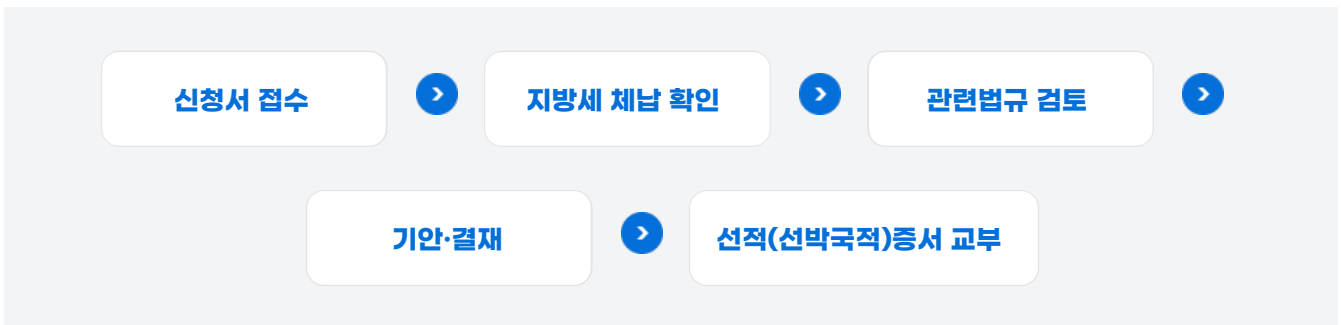 신청서 접수
지방세 체납 확인
관련법규 검토
기안·결재
선적(선박국적)증서 교부